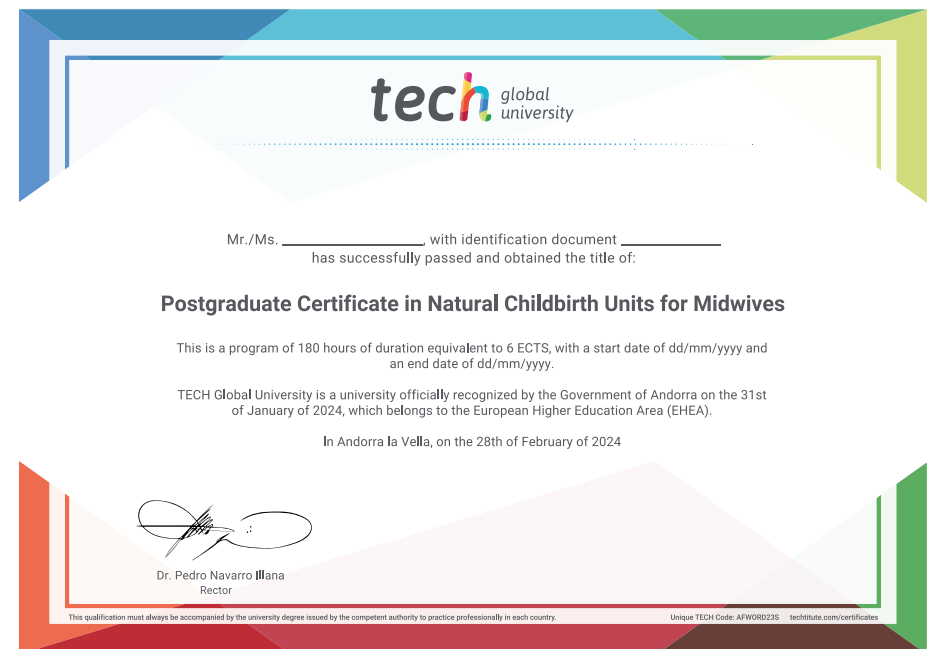 tech global
university
Mr./Ms. ____________, with identification document ____________
has successfully passed and obtained the title of:
Postgraduate Certificate in Natural Childbirth Units for Midwives
This is a program of 180 hours of duration equivalent to 6 ECTS, with a start date of dd/mm/yyyy and
an end date of dd/mm/yyyy.
TECH Global University is a university officially recognized by the Government of Andorra on the 31st
of January of 2024, which belongs to the European Higher Education Area (EHEA).
In Andorra la Vella, on the 28th of February of 2024
Dr. Pedro Navarro Illana
Rector
This qualification must always be accompanied by the university degree issued by the competent authority to practice professionally in each country.
Unique TECH Code: AFWORD23S techtitute.com/certificates